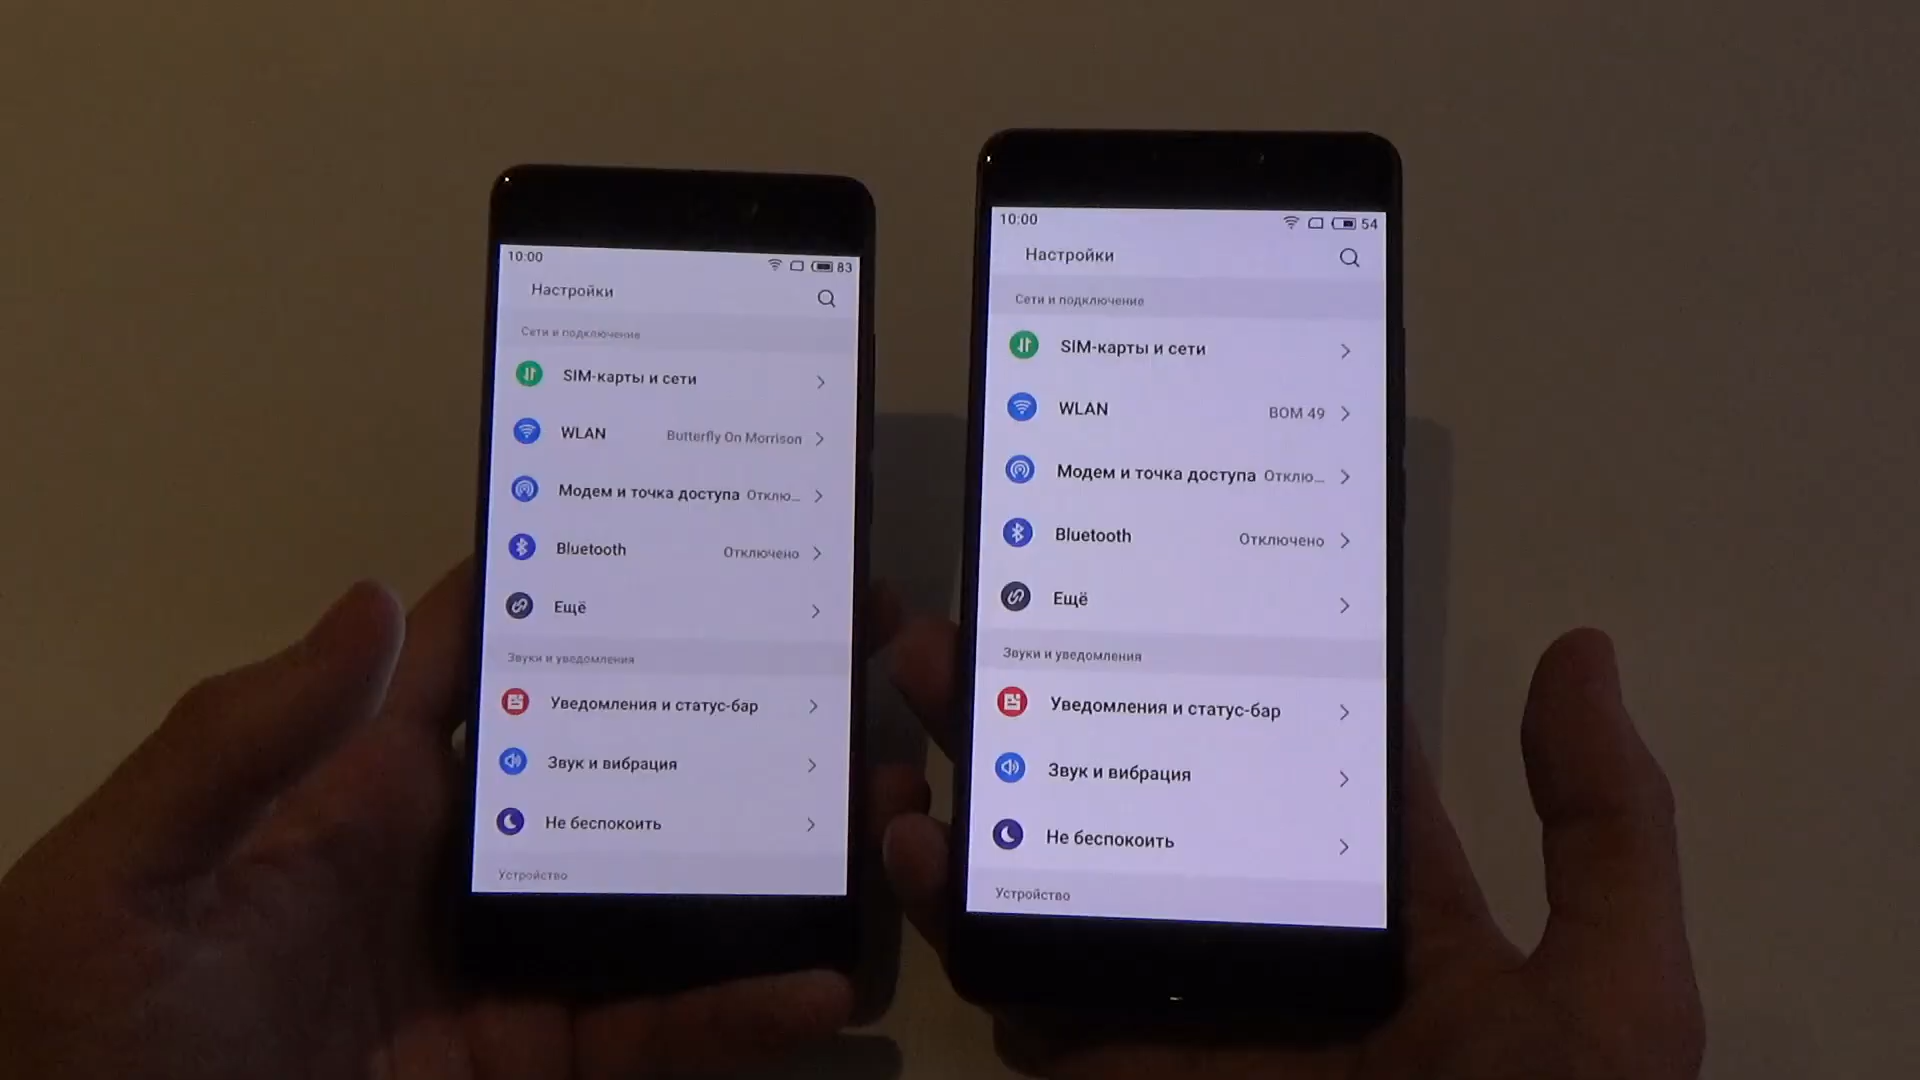 10:00
83
Настройки
Сети и подключение
SIM-карты и сети
WLAN Butterfly On Morrison
Модем и точка доступа Отклю...
Bluetooth Отключено
Ещё
Звуки и уведомления
Уведомления и статус-бар
Звук и вибрация
Не беспокоить
Устройство
10:00
54
Настройки
Сети и подключение
SIM-карты и сети
WLAN BOM 49
Модем и точка доступа Отклю...
Bluetooth Отключено
Ещё
Звуки и уведомления
Уведомления и статус-бар
Звук и вибрация
Не беспокоить
Устройство